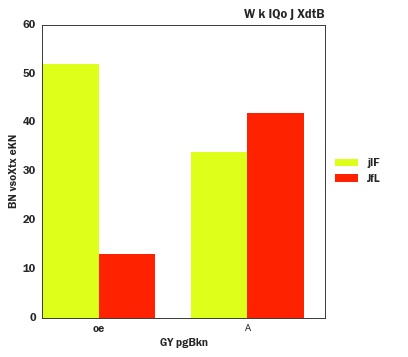 W k lQo J XdtB
60
50
40
30
20
10
0
BN vsoXtx eKN
oe
A
GY pgBkn
jlF
JfL